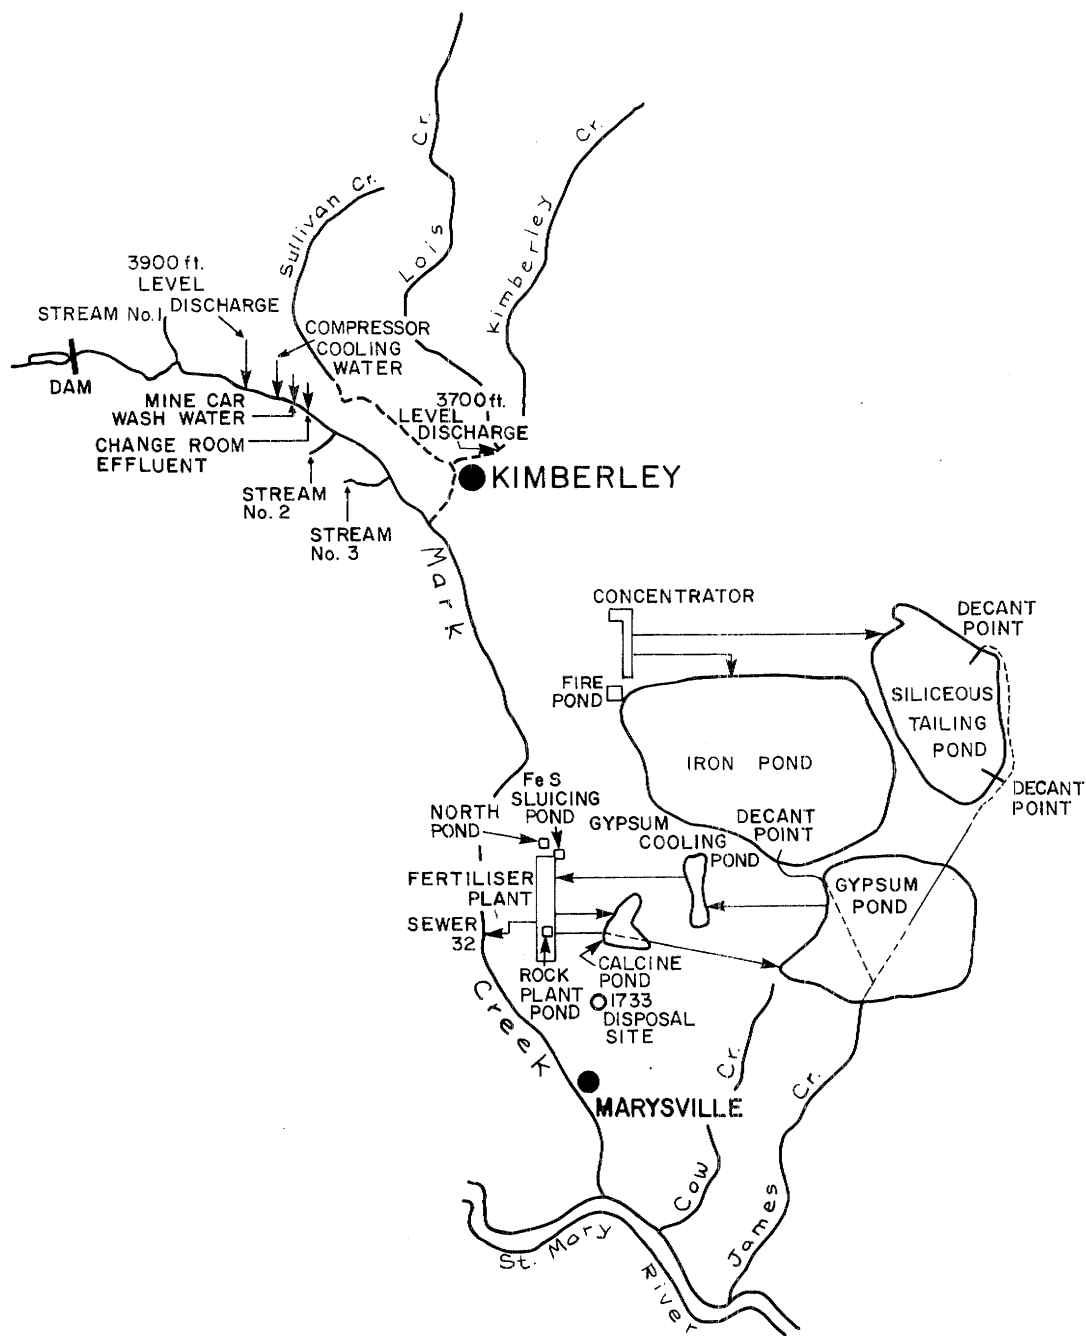 Sullivan Cr.
Lois Cr.
Kimberley Cr.
3900 ft.
LEVEL
DISCHARGE
STREAM No.1
COMPRESSOR
COOLING
WATER
DAM
MINE CAR
WASH WATER
CHANGE ROOM
EFFLUENT
3700 ft.
LEVEL
DISCHARGE
KIMBERLEY
STREAM
No. 2
STREAM
No. 3
Mark
CONCENTRATOR
DECANT
POINT
FIRE
POND
SILICEOUS
TAILING
POND
IRON POND
DECANT
POINT
Fe S
SLUICING
POND
NORTH
POND
GYPSUM
COOLING
POND
DECANT
POINT
FERTILISER
PLANT
GYPSUM
POND
SEWER
32
ROCK
PLANT
POND
CALCINE
POND
1733
DISPOSAL
SITE
Creek
MARYSVILLE
Cow Cr.
James Cr.
St. Mary River